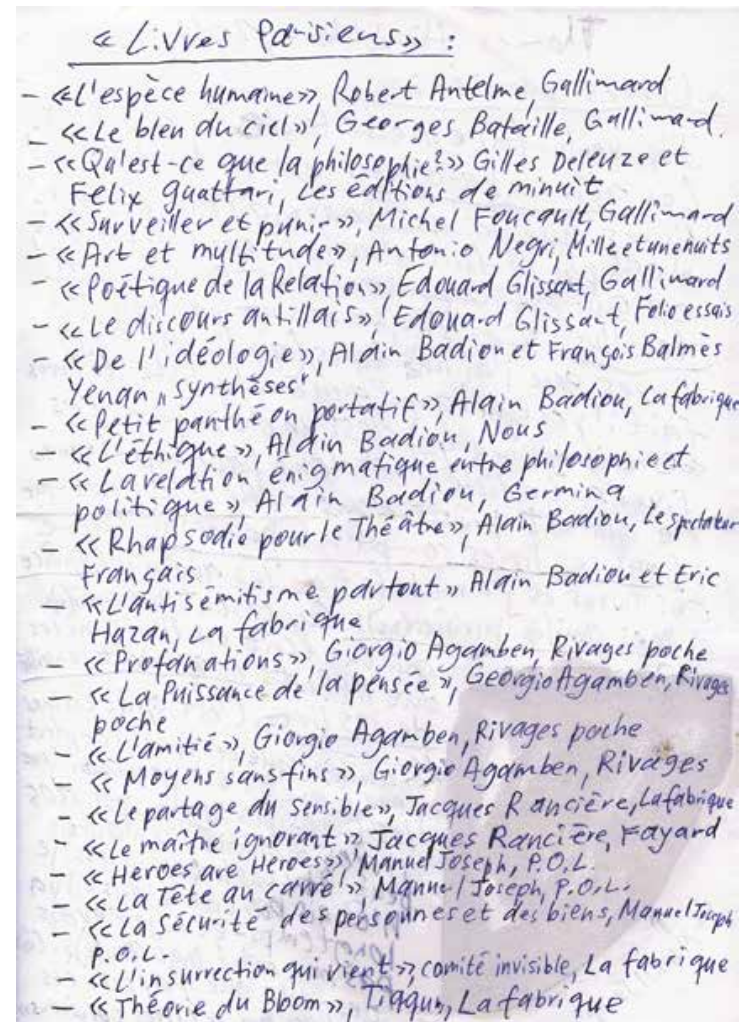 « Livres Parisiens» :
- «L'espèce humaine», Robert Antelme, Gallimard
- «Le bleu du ciel», Georges Bataille, Gallimard.
- «Qu'est-ce que la philosophie?» Gilles Deleuze et
Felix Guattari, Les éditions de minuit
- «Surveiller et punir», Michel Foucault, Gallimard
- «Art et multitude», Antonio Negri, Mille et une nuits
- «Poétique de la Relation», Edouard Glissant, Gallimard
- «Le discours antillais», Edouard Glissant, Folio essais
- «De l'idéologie», Alain Badiou et François Balmès
Yenan "synthèses"
- «Petit panthéon portatif», Alain Badiou, La fabrique
- «L'éthique», Alain Badiou, Nous
- «La relation énigmatique entre philosophie et
politique», Alain Badiou, Germina
- «Rhapsodie pour le Théâtre», Alain Badiou, Le spectateur
Français
- «L'antisémitisme partout» Alain Badiou et Eric
Hazan, La fabrique
- «Profanations», Giorgio Agamben, Rivages poche
- «La Puissance de la pensée», Georgio Agamben, Rivages
poche
- «L'amitié», Giorgio Agamben, Rivages poche
- «Moyens sans fins», Giorgio Agamben, Rivages
- «Le partage du sensible», Jacques Rancière, La fabrique
- «Le maître ignorant» Jacques Rancière, Fayard
- «Heroes are Heroes», Manuel Joseph, P.O.L.
- «La Tête au carré» Manuel Joseph, P.O.L.
- «La Sécurité des personnes et des biens, Manuel Joseph
P.O.L.
- «L'insurrection qui vient», comité invisible, La fabrique
- «Théorie du Bloom», Tiqqun, La fabrique